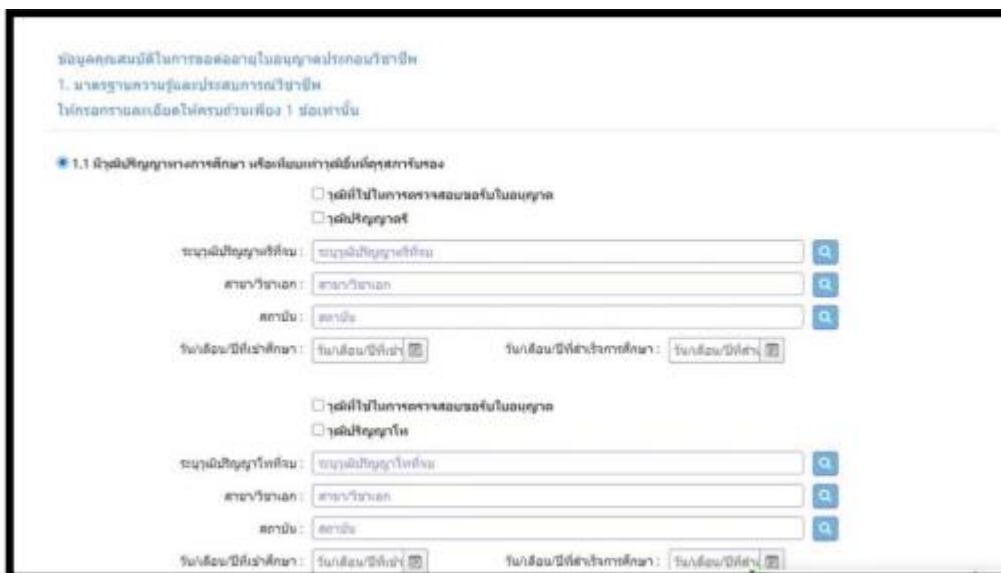 ข้อมูลคุณสมบัติในการขอต่ออายุใบอนุญาตประกอบวิชาชีพ
1. มาตรฐานความรู้และประสบการณ์วิชาชีพ
ให้กรอกรายละเอียดให้ครบถ้วนเพียง 1 ข้อเท่านั้น
1.1 มีวุฒิปริญญาทางการศึกษา หรือเทียบเท่าวุฒิอื่นที่คุรุสภารับรอง
วุฒิที่ใช้ในการตรวจสอบขอรับใบอนุญาต
วุฒิปริญญาตรี
ระบุวุฒิปริญญาตรีที่จบ : ระบุวุฒิปริญญาตรีที่จบ
สาขา/วิชาเอก : สาขา/วิชาเอก
สถาบัน : สถาบัน
วัน/เดือน/ปีที่เข้าศึกษา : วัน/เดือน/ปีที่เข้า วัน/เดือน/ปีที่สำเร็จการศึกษา : วัน/เดือน/ปีที่สำเ
วุฒิที่ใช้ในการตรวจสอบขอรับใบอนุญาต
วุฒิปริญญาโท
ระบุวุฒิปริญญาโทที่จบ : ระบุวุฒิปริญญาโทที่จบ
สาขา/วิชาเอก : สาขา/วิชาเอก
สถาบัน : สถาบัน
วัน/เดือน/ปีที่เข้าศึกษา : วัน/เดือน/ปีที่เข้า วัน/เดือน/ปีที่สำเร็จการศึกษา : วัน/เดือน/ปีที่สำเ